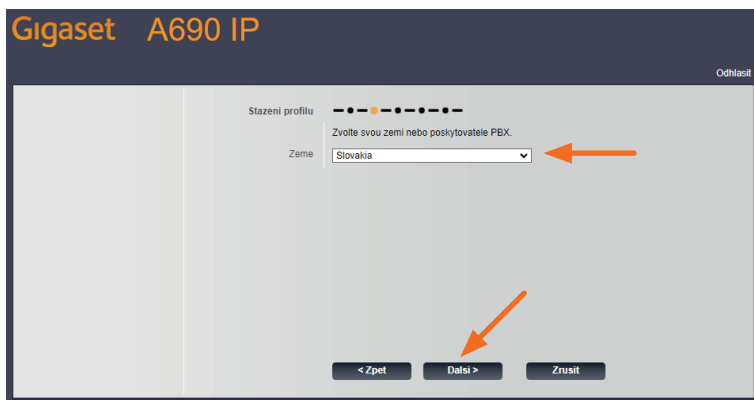 Gigaset A690 IP
Odhlasit
Stazeni profilu
Zvolte svou zemi nebo poskytovatele PBX.
Zeme Slovakia
< Zpet Dalsi > Zrusit